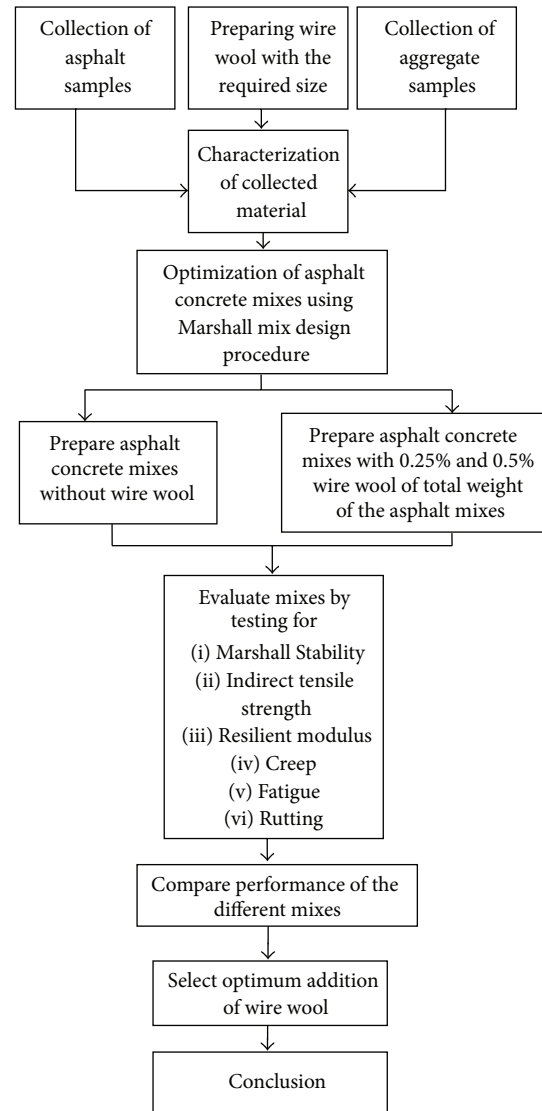 Collection of
asphalt
samples
Preparing wire
wool with the
required size
Collection of
aggregate
samples
Characterization
of collected
material
Optimization of asphalt
concrete mixes using
Marshall mix design
procedure
Prepare asphalt
concrete mixes
without wire wool
Prepare asphalt concrete
mixes with 0.25% and 0.5%
wire wool of total weight
of the asphalt mixes
Evaluate mixes by
testing for
(i) Marshall Stability
(ii) Indirect tensile
strength
(iii) Resilient modulus
(iv) Creep
(v) Fatigue
(vi) Rutting
Compare performance of the
different mixes
Select optimum addition
of wire wool
Conclusion